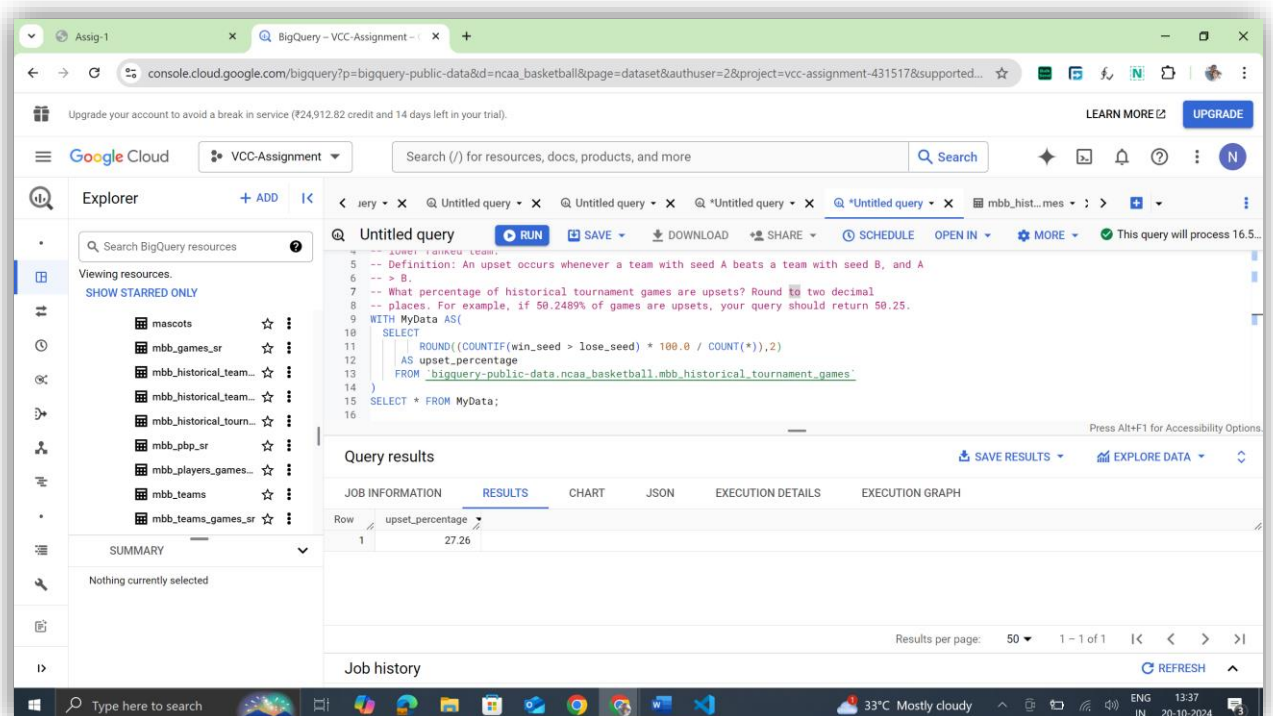 Assig-1
BigQuery – VCC-Assignment –
console.cloud.google.com/bigquery?p=bigquery-public-data&d=ncaa_basketball&page=dataset&authuser=2&project=vcc-assignment-431517&supported...
Upgrade your account to avoid a break in service (₹24,912.82 credit and 14 days left in your trial).
LEARN MORE
UPGRADE
Google Cloud
VCC-Assignment
Search (/) for resources, docs, products, and more
Search
N
Explorer
+ ADD
Untitled query
Untitled query
*Untitled query
*Untitled query
mbb_hist...mes
Search BigQuery resources
Viewing resources.
SHOW STARRED ONLY
mascots
mbb_games_sr
mbb_historical_team...
mbb_historical_team...
mbb_historical_tourn...
mbb_pbp_sr
mbb_players_games...
mbb_teams
mbb_teams_games_sr
SUMMARY
Nothing currently selected
Untitled query
RUN
SAVE
DOWNLOAD
SHARE
SCHEDULE
OPEN IN
MORE
This query will process 16.5...
4 -- lower ranked team.
5 -- Definition: An upset occurs whenever a team with seed A beats a team with seed B, and A
6 -- > B.
7 -- What percentage of historical tournament games are upsets? Round to two decimal
8 -- places. For example, if 50.2489% of games are upsets, your query should return 50.25.
9 WITH MyData AS(
10 SELECT
11 ROUND((COUNTIF(win_seed > lose_seed) * 100.0 / COUNT(*)),2)
12 AS upset_percentage
13 FROM `bigquery-public-data.ncaa_basketball.mbb_historical_tournament_games`
14 )
15 SELECT * FROM MyData;
16
Press Alt+F1 for Accessibility Options.
Query results
SAVE RESULTS
EXPLORE DATA
JOB INFORMATION
RESULTS
CHART
JSON
EXECUTION DETAILS
EXECUTION GRAPH
Row upset_percentage
1 27.26
Results per page: 50 1 – 1 of 1
Job history
REFRESH
Type here to search
33°C Mostly cloudy
ENG
IN
13:37
20-10-2024